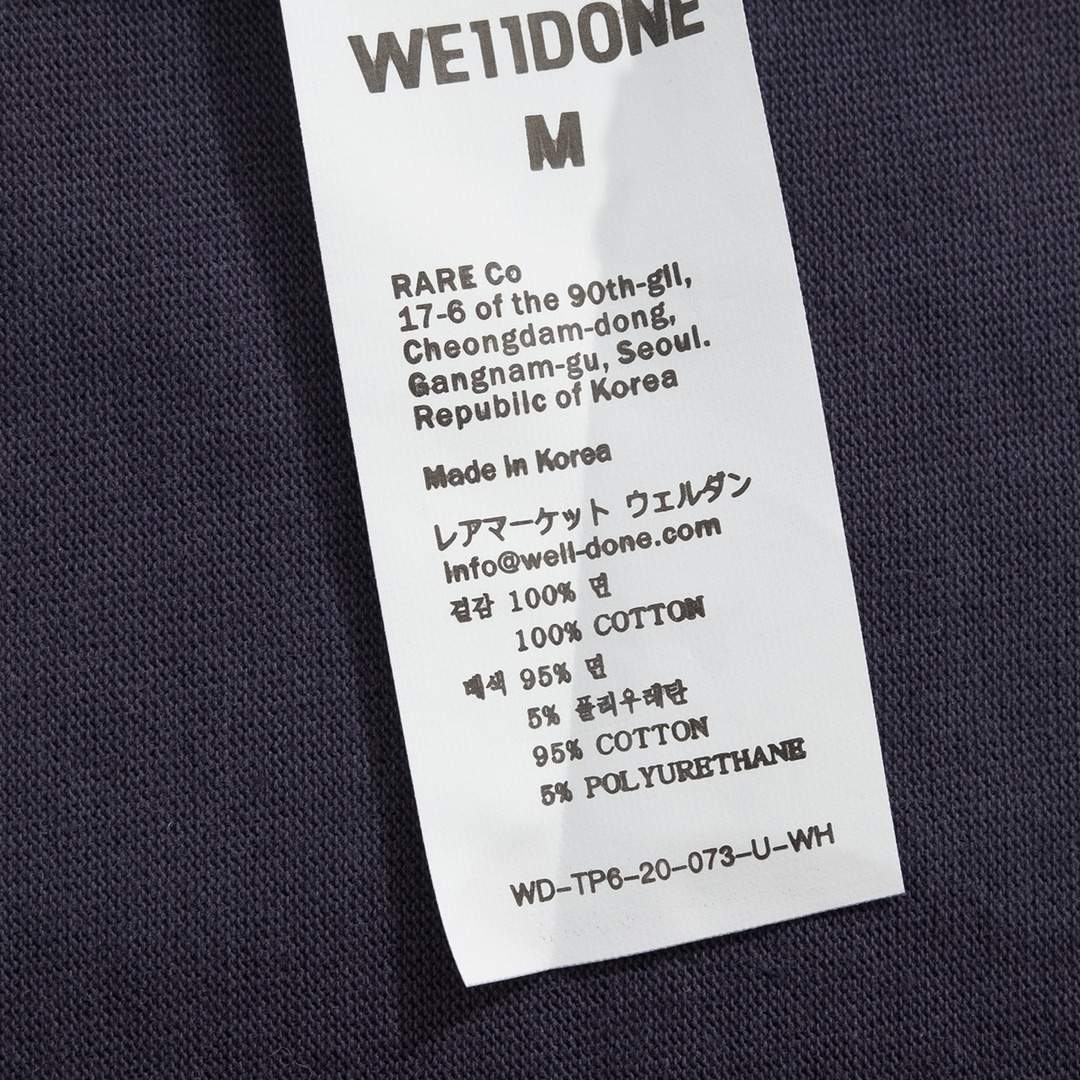 WE11DONE
M
RARE Co
17-6 of the 90th-gil,
Cheongdam-dong,
Gangnam-gu, Seoul.
Republic of Korea
Made in Korea
レアマーケット ウェルダン
info@well-done.com
겉감 100% 면
100% COTTON
배색 95% 면
5% 폴리우레탄
95% COTTON
5% POLYURETHANE
WD-TP6-20-073-U-WH